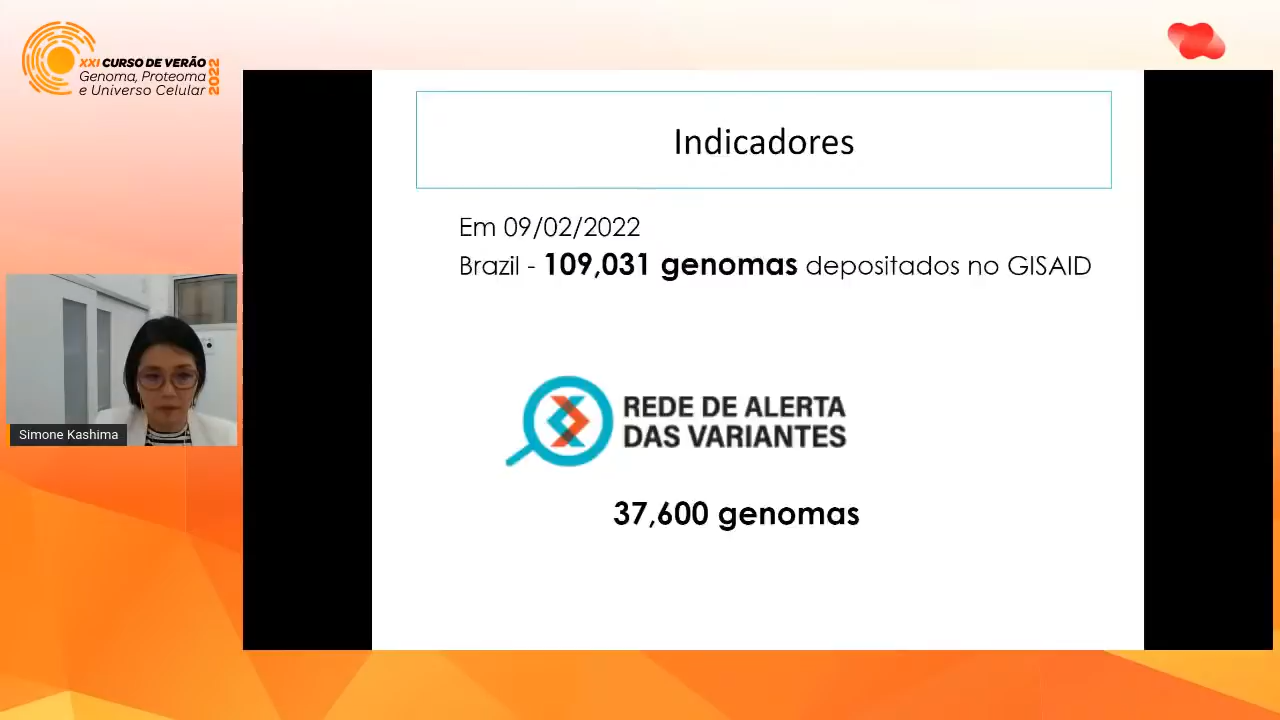 XXI CURSO DE VERÃO
Genoma, Proteoma
e Universo Celular
2022
Indicadores
Em 09/02/2022
Brazil - 109,031 genomas depositados no GISAID
REDE DE ALERTA
DAS VARIANTES
37,600 genomas
Simone Kashima